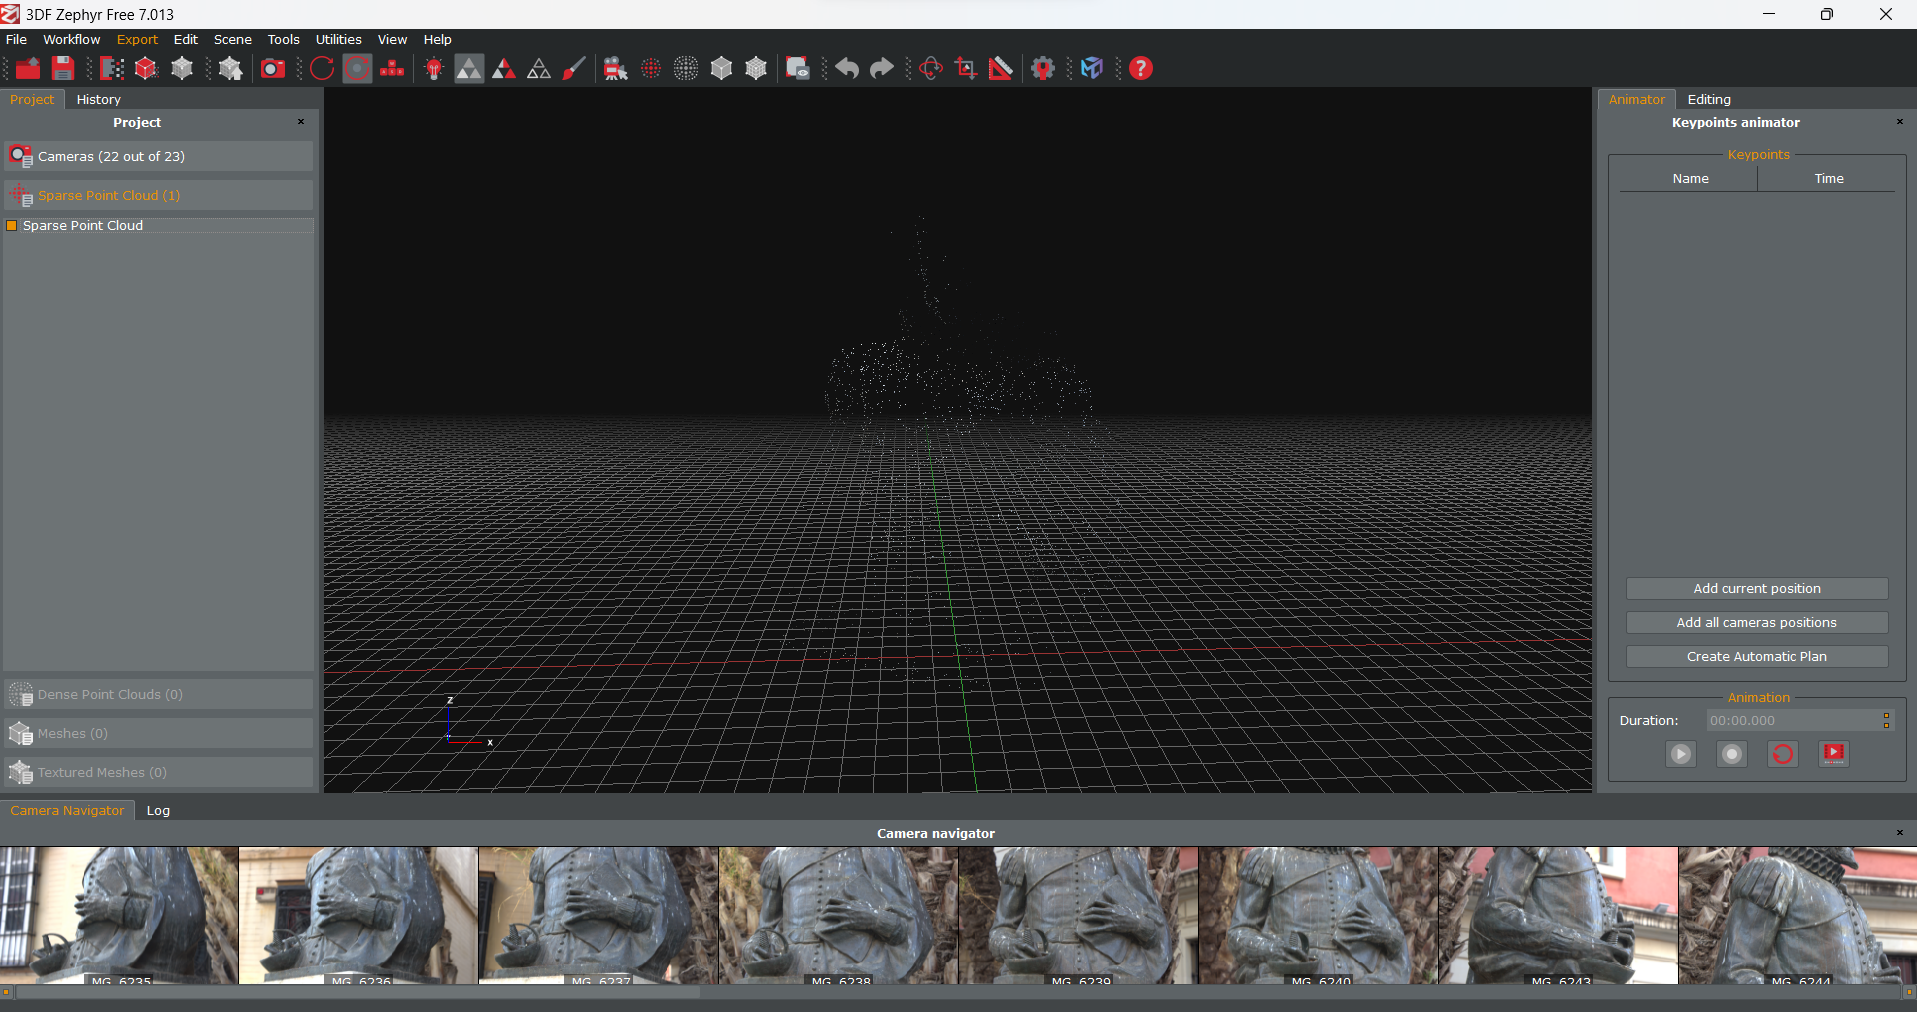 3DF Zephyr Free 7.013
File Workflow Export Edit Scene Tools Utilities View Help
Project History
Project
Cameras (22 out of 23)
Sparse Point Cloud (1)
Sparse Point Cloud
Dense Point Clouds (0)
Meshes (0)
Textured Meshes (0)
z
x
Animator Editing
Keypoints animator
Keypoints
Name Time
Add current position
Add all cameras positions
Create Automatic Plan
Animation
Duration: 00:00.000
Camera Navigator Log
Camera navigator
MG_6235 MG_6236 MG_6237 MG_6238 MG_6239 MG_6240 MG_6243 MG_6244